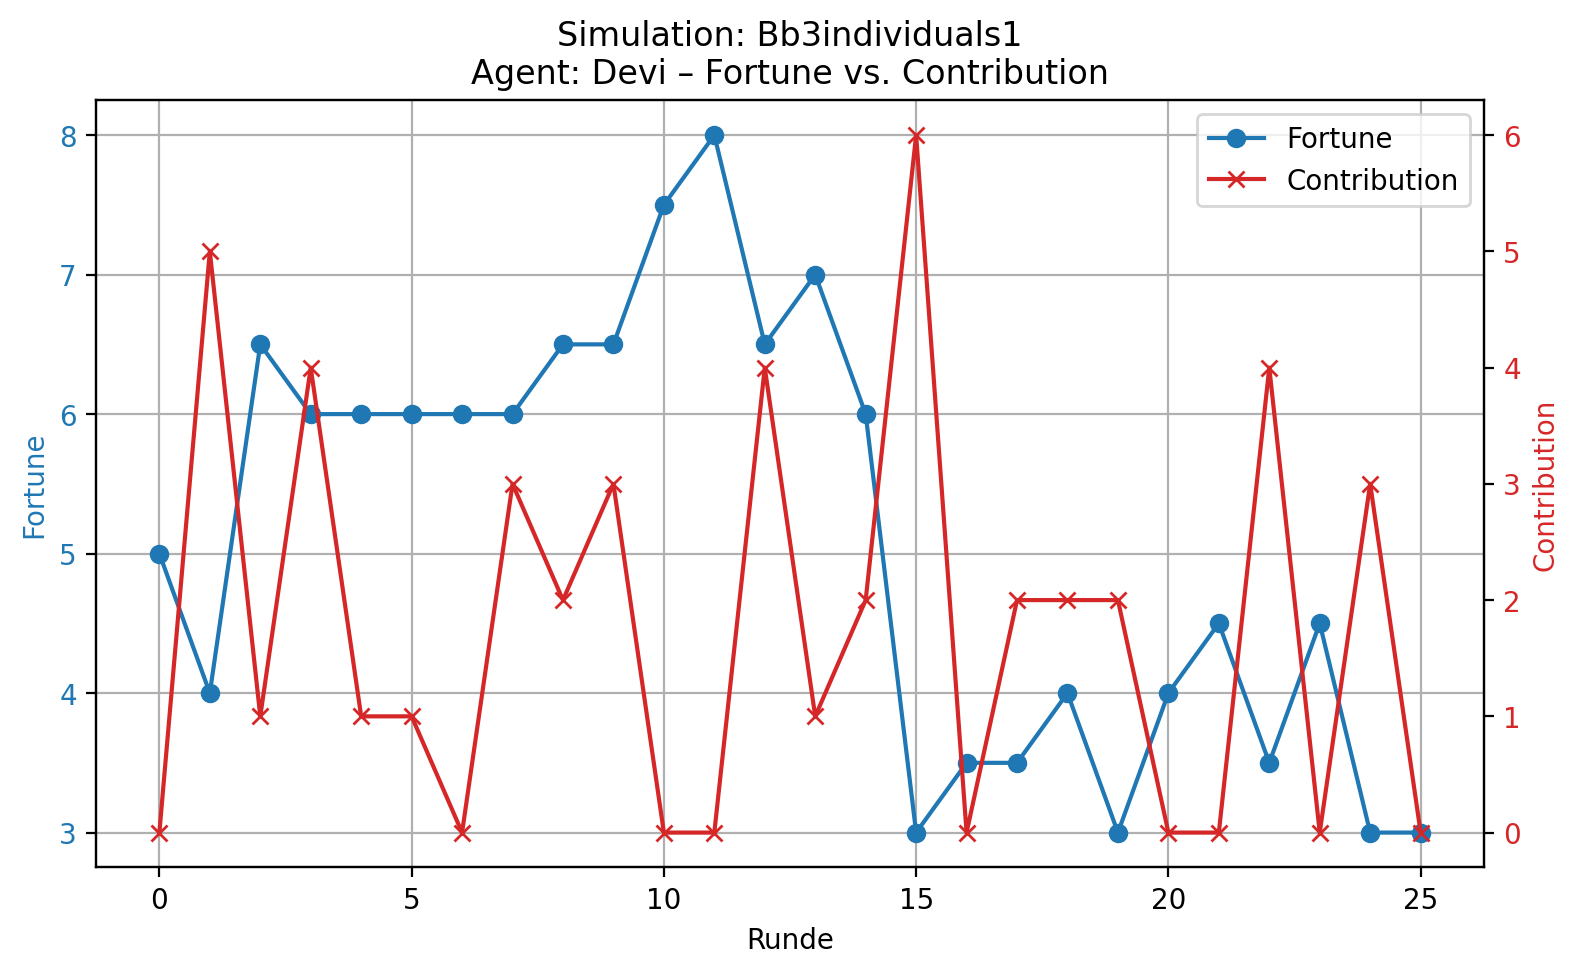 Simulation: Bb3individuals1
Agent: Devi – Fortune vs. Contribution
Fortune
Contribution
8
7
6
5
4
3
Fortune
6
5
4
3
2
1
0
Contribution
0 5 10 15 20 25
Runde